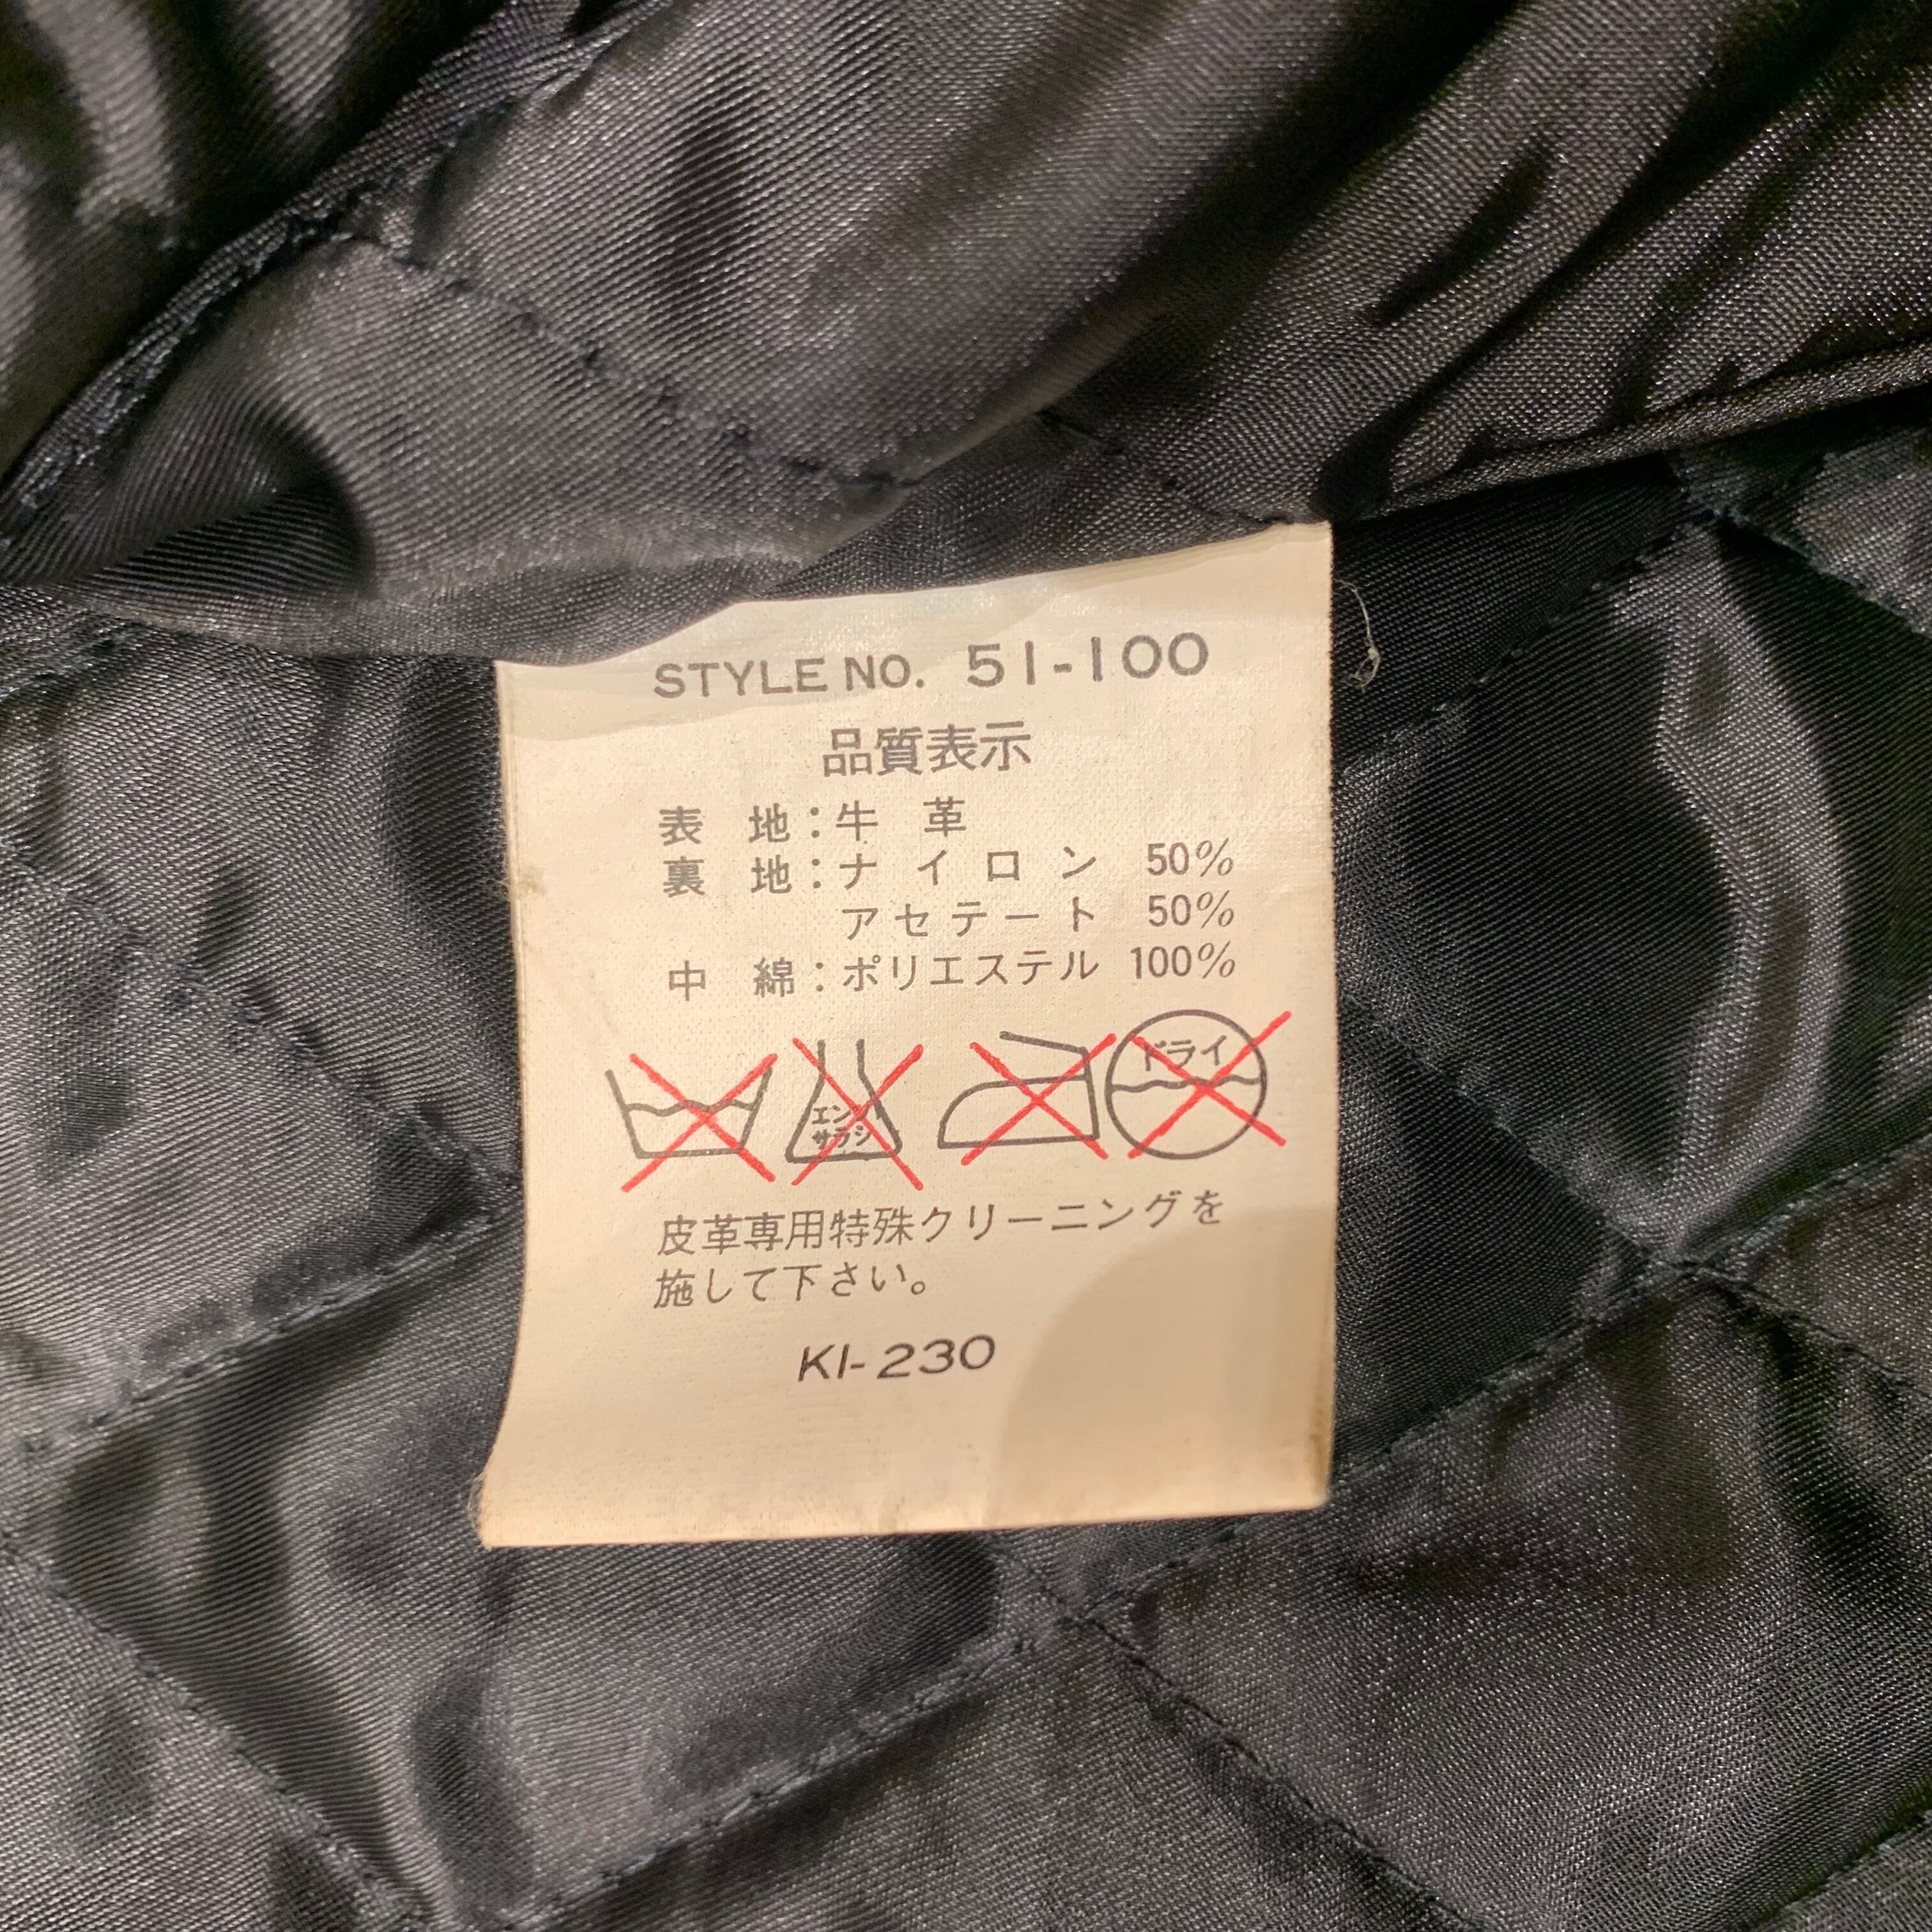 STYLE NO. 51-100
品質表示
表 地：牛 革
裏 地：ナイロン 50%
アセテート 50%
中 綿：ポリエステル 100%
エンソ
サラシ
ドライ
皮革専用特殊クリーニングを
施して下さい。
KI-230